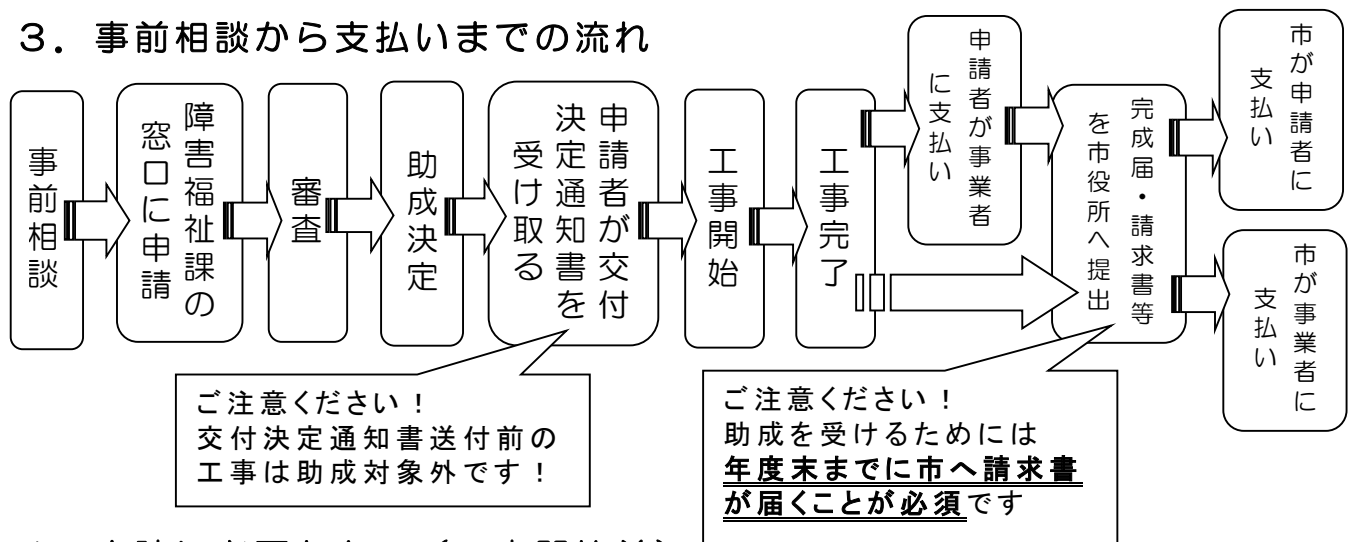 ３．事前相談から支払いまでの流れ
事前相談
障害福祉課の
窓口に申請
審査
助成決定
申請者が交付
決定通知書を
受け取る
工事開始
工事完了
申請者が事業者
に支払い
完成届・請求書等
を市役所へ提出
市が申請者に
支払い
市が事業者に
支払い
ご注意ください！
交付決定通知書送付前の
工事は助成対象外です！
ご注意ください！
助成を受けるためには
年度末までに市へ請求書
が届くことが必須です